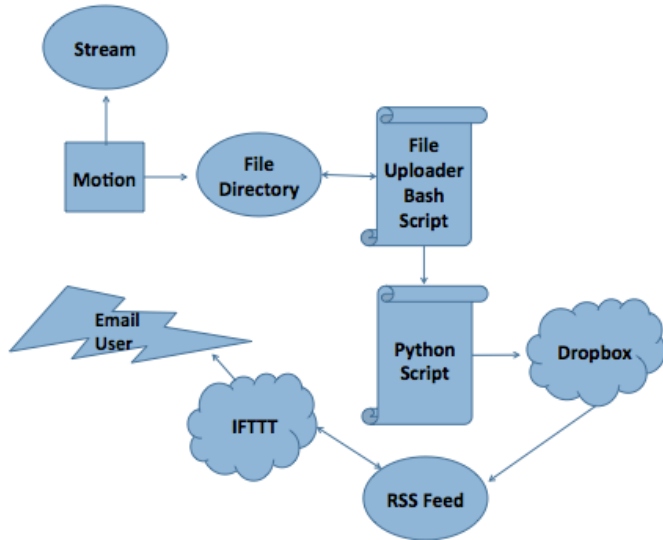 Stream
Motion
File
Directory
File
Uploader
Bash
Script
Email
User
Python
Script
Dropbox
IFTTT
RSS Feed